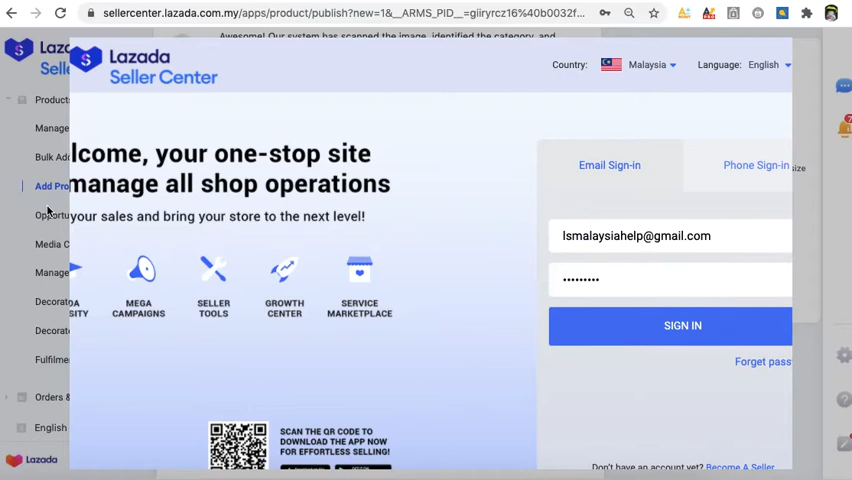 sellercenter.lazada.com.my/apps/product/publish?new=1&__ARMS_PID__=giiryrcz16%40b0032f...
Awesome! Our system has scanned the image, identified the category, and
Lazada
Seller Center
Country: Malaysia Language: English
Products
Manage
Bulk Add
Add Pro
Opportu
Media C
Manage
Decorat
Decorate
Fulfilme
Orders &
English
Lazada
lcome, your one-stop site
manage all shop operations
your sales and bring your store to the next level!
MEGA
CAMPAIGNS
SELLER
TOOLS
GROWTH
CENTER
SERVICE
MARKETPLACE
SCAN THE QR CODE TO
DOWNLOAD THE APP NOW
FOR EFFORTLESS SELLING!
Email Sign-in
Phone Sign-in
size
lsmalaysiahelp@gmail.com
•••••••••
SIGN IN
Forget pass
Don't have an account yet? Become A Seller